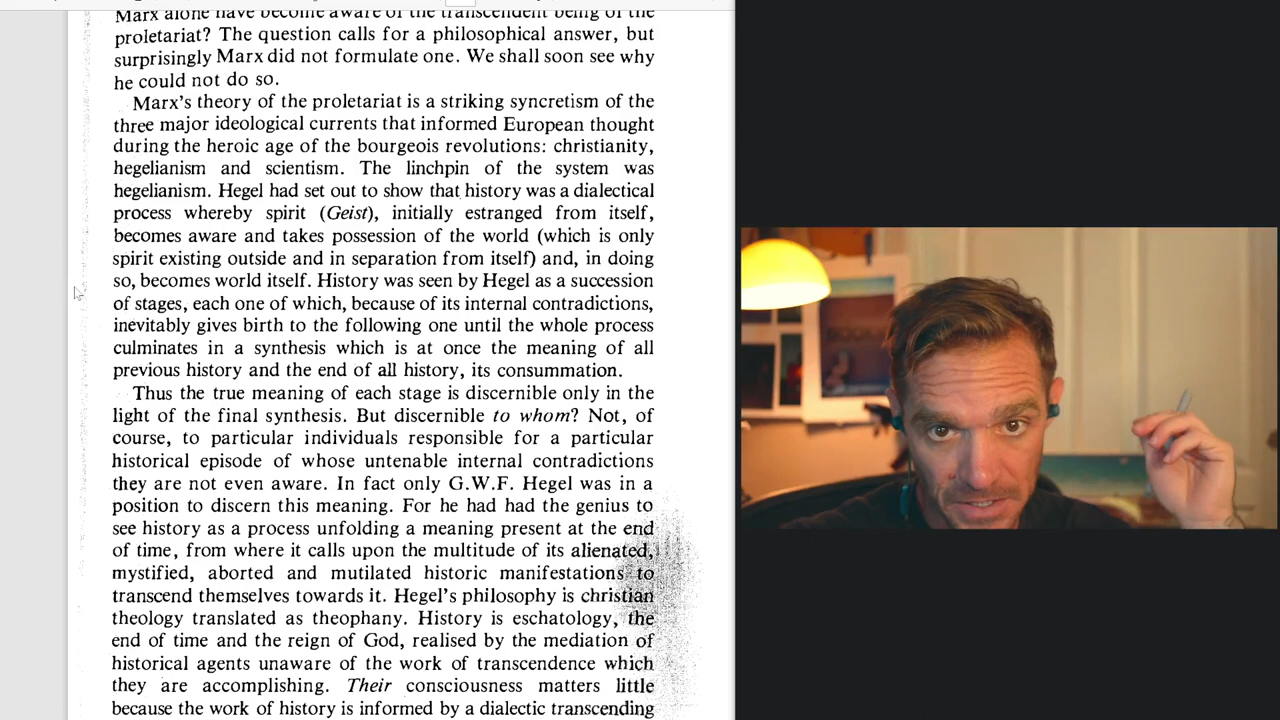 Marx alone have become aware of the transcendent being of the
proletariat? The question calls for a philosophical answer, but
surprisingly Marx did not formulate one. We shall soon see why
he could not do so.
Marx's theory of the proletariat is a striking syncretism of the
three major ideological currents that informed European thought
during the heroic age of the bourgeois revolutions: christianity,
hegelianism and scientism. The linchpin of the system was
hegelianism. Hegel had set out to show that history was a dialectical
process whereby spirit (Geist), initially estranged from itself,
becomes aware and takes possession of the world (which is only
spirit existing outside and in separation from itself) and, in doing
so, becomes world itself. History was seen by Hegel as a succession
of stages, each one of which, because of its internal contradictions,
inevitably gives birth to the following one until the whole process
culminates in a synthesis which is at once the meaning of all
previous history and the end of all history, its consummation.
Thus the true meaning of each stage is discernible only in the
light of the final synthesis. But discernible to whom? Not, of
course, to particular individuals responsible for a particular
historical episode of whose untenable internal contradictions
they are not even aware. In fact only G.W.F. Hegel was in a
position to discern this meaning. For he had had the genius to
see history as a process unfolding a meaning present at the end
of time, from where it calls upon the multitude of its alienated,
mystified, aborted and mutilated historic manifestations to
transcend themselves towards it. Hegel's philosophy is christian
theology translated as theophany. History is eschatology, the
end of time and the reign of God, realised by the mediation of
historical agents unaware of the work of transcendence which
they are accomplishing. Their consciousness matters little
because the work of history is informed by a dialectic transcending